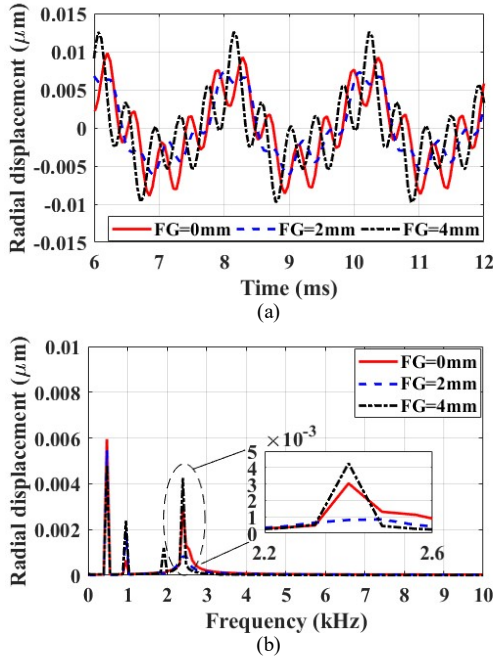 (a)
Radial displacement (μm)
0.015
0.01
0.005
0
-0.005
-0.01
-0.015
FG=0mm FG=2mm FG=4mm
6 7 8 9 10 11 12
Time (ms)
(b)
Radial displacement (μm)
0.01
0.008
0.006
0.004
0.002
0
FG=0mm
FG=2mm
FG=4mm
×10⁻³
5
4
3
2
1
0
2.2 2.6
0 1 2 3 4 5 6 7 8 9 10
Frequency (kHz)